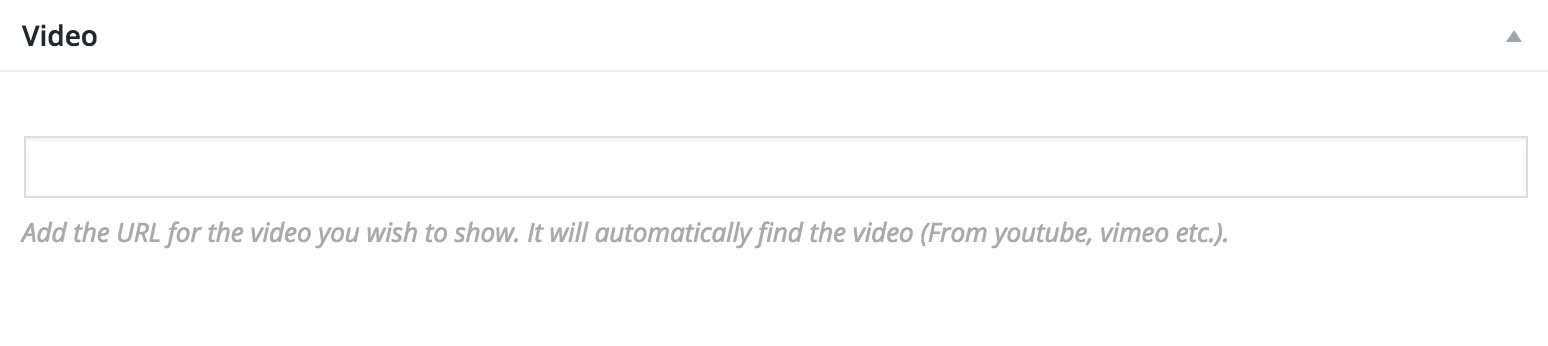 Video
Add the URL for the video you wish to show. It will automatically find the video (From youtube, vimeo etc.).